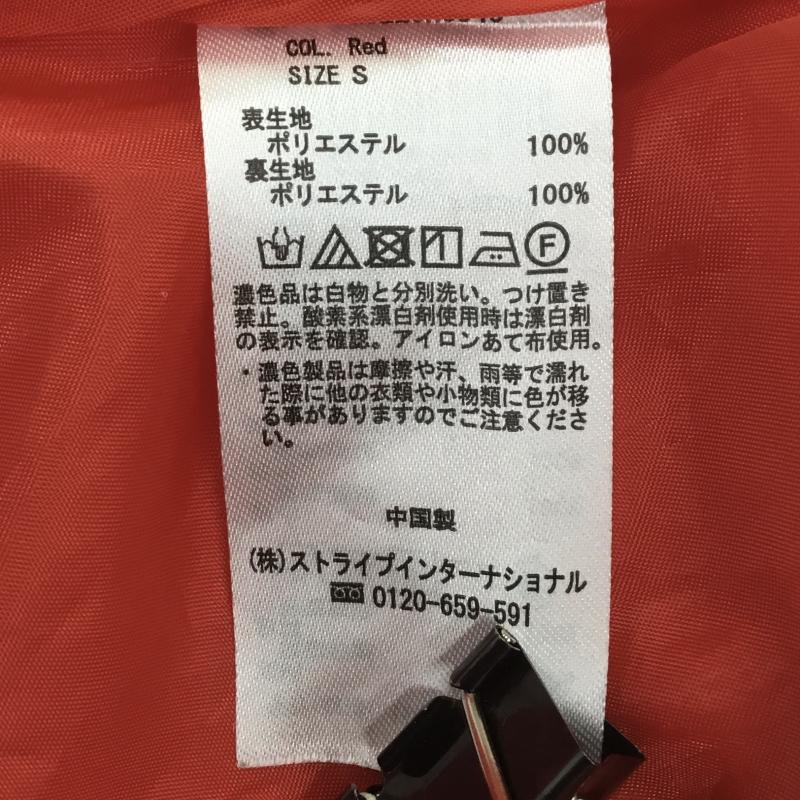 COL. Red
SIZE S
表生地
ポリエステル 100%
裏生地
ポリエステル 100%
F
濃色品は白物と分別洗い。つけ置き
禁止。酸素系漂白剤使用時は漂白剤
の表示を確認。アイロンあて布使用。
・濃色製品は摩擦や汗、雨等で濡れ
た際に他の衣類や小物類に色が移
る事がありますのでご注意くださ
い。
中国製
(株)ストライプインターナショナル
0120-659-591